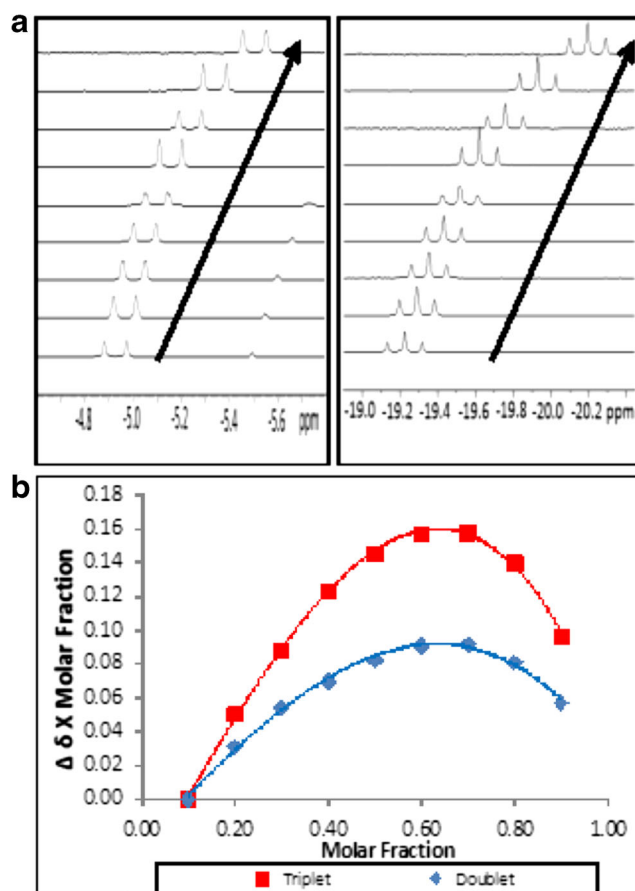 a
-4.8 -5.0 -5.2 -5.4 -5.6 ppm
-19.0 -19.2 -19.4 -19.6 -19.8 -20.0 -20.2 ppm
b
Δ δ X Molar Fraction
0.18
0.16
0.14
0.12
0.10
0.08
0.06
0.04
0.02
0.00
0.00 0.20 0.40 0.60 0.80 1.00
Molar Fraction
Triplet Doublet